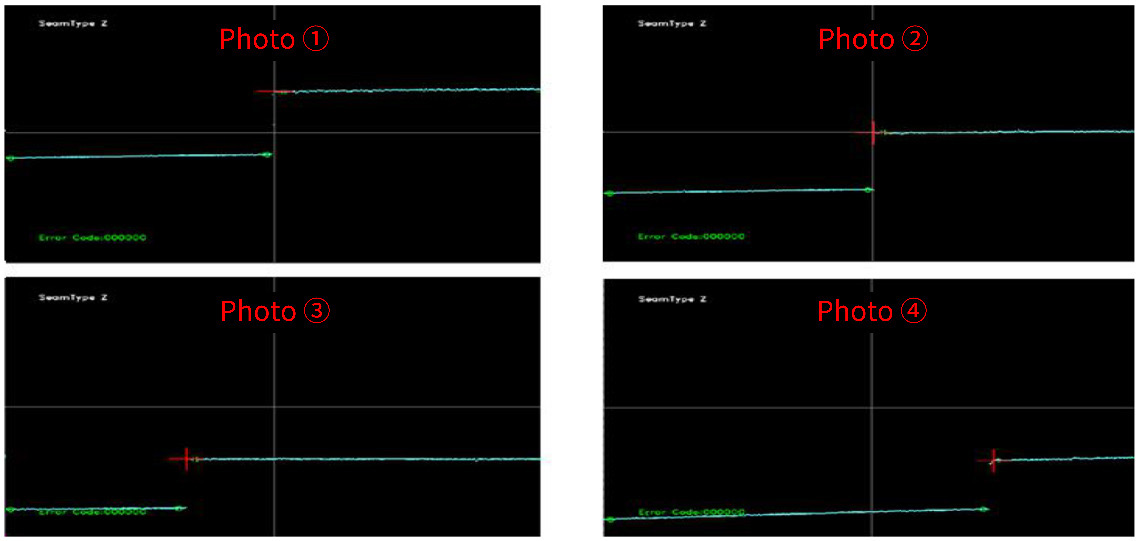 SeamType Z
Photo ①
Error Code:000000
SeamType Z
Photo ②
Error Code:000000
SeamType Z
Photo ③
Error Code:000000
SeamType Z
Photo ④
Error Code:000000